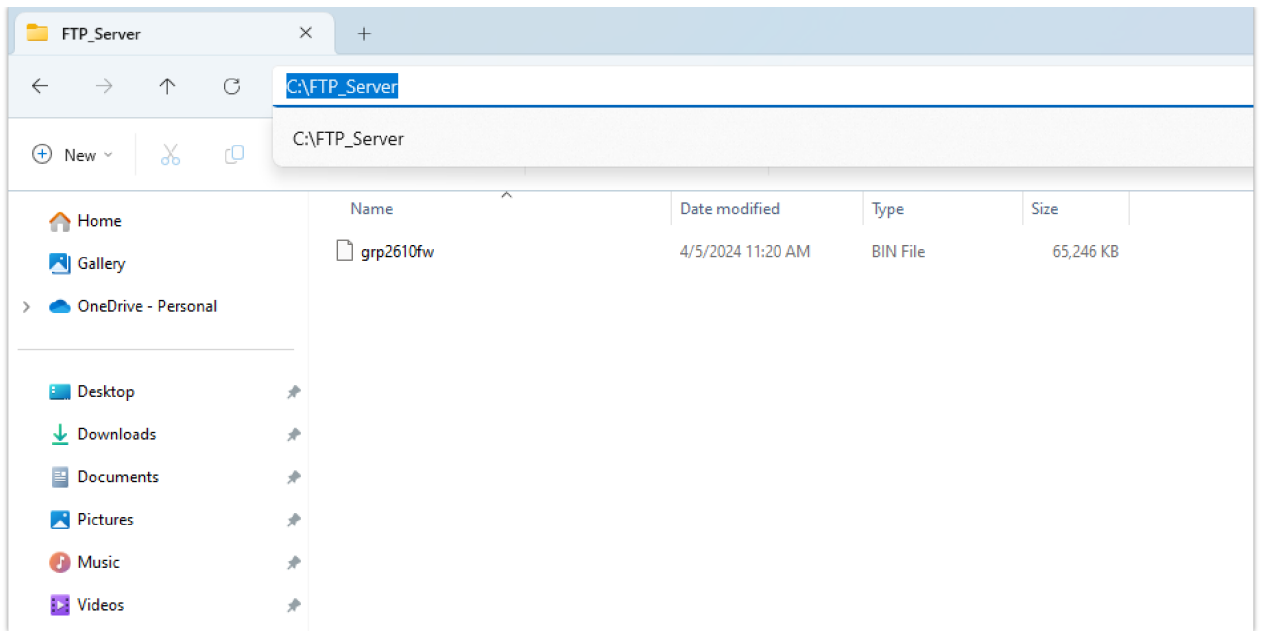 FTP_Server
C:\FTP_Server
C:\FTP_Server
New
Name Date modified Type Size
grp2610fw 4/5/2024 11:20 AM BIN File 65,246 KB
Home
Gallery
OneDrive - Personal
Desktop
Downloads
Documents
Pictures
Music
Videos